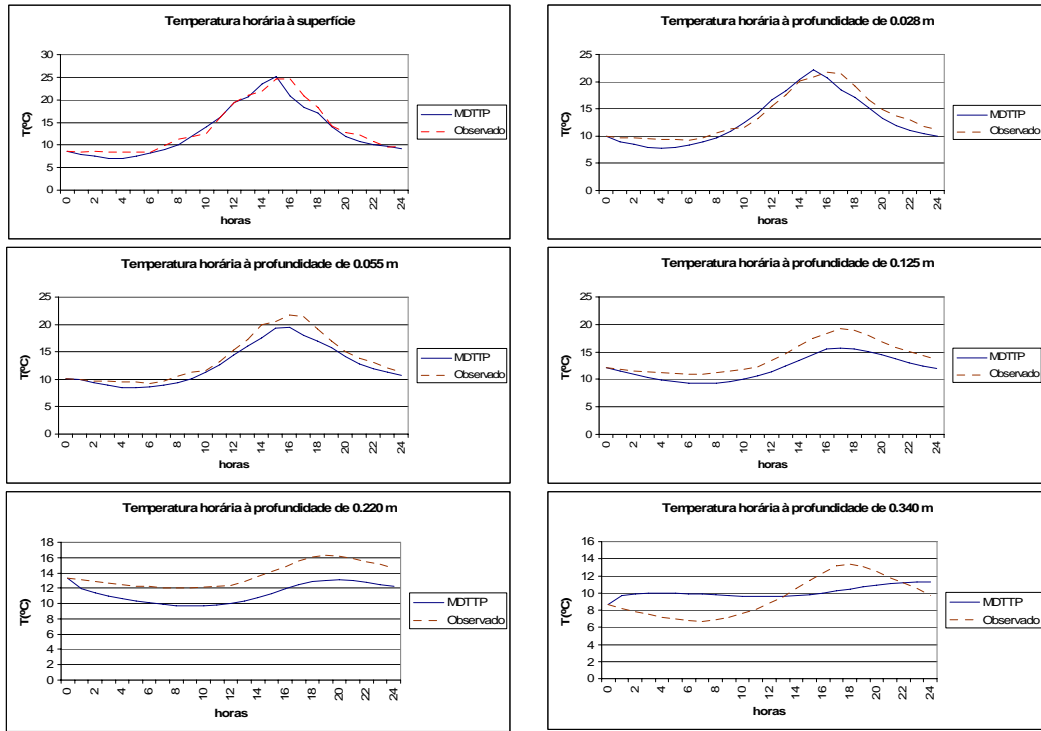 Temperatura horária à superfície
30
25
20
15
10
5
0
T(ºC)
0 2 4 6 8 10 12 14 16 18 20 22 24
horas
MDTTP
Observado
Temperatura horária à profundidade de 0.028 m
25
20
15
10
5
0
T(ºC)
0 2 4 6 8 10 12 14 16 18 20 22 24
horas
MDTTP
Observado
Temperatura horária à profundidade de 0.055 m
25
20
15
10
5
0
T(ºC)
0 2 4 6 8 10 12 14 16 18 20 22 24
horas
MDTTP
Observado
Temperatura horária à profundidade de 0.125 m
25
20
15
10
5
0
T(ºC)
0 2 4 6 8 10 12 14 16 18 20 22 24
horas
MDTTP
Observado
Temperatura horária à profundidade de 0.220 m
18
16
14
12
10
8
6
4
2
0
T(ºC)
0 2 4 6 8 10 12 14 16 18 20 22 24
horas
MDTTP
Observado
Temperatura horária à profundidade de 0.340 m
16
14
12
10
8
6
4
2
0
T(ºC)
0 2 4 6 8 10 12 14 16 18 20 22 24
horas
MDTTP
Observado